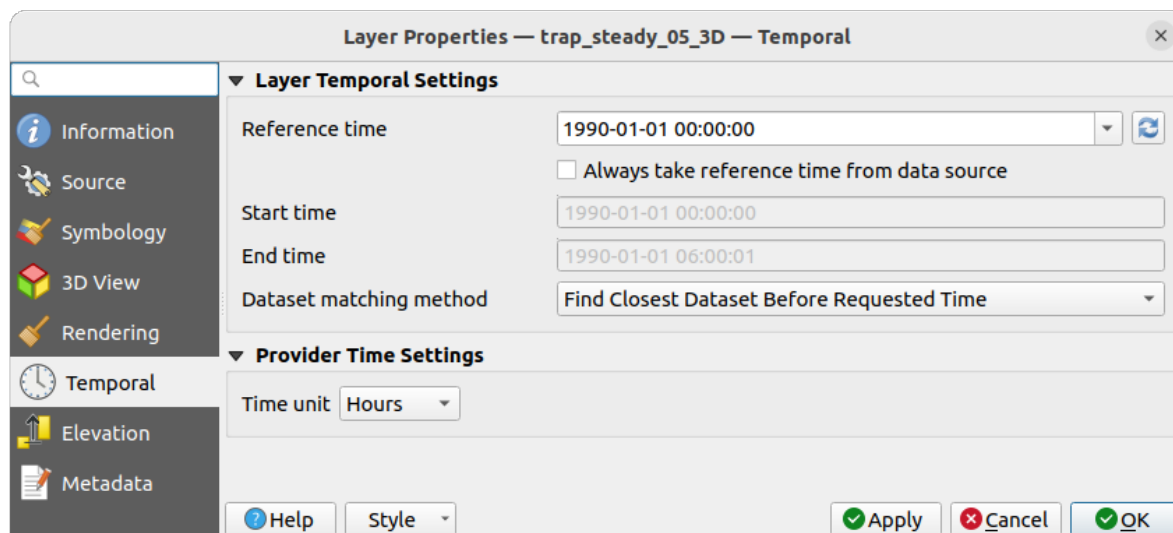 Layer Properties — trap_steady_05_3D — Temporal
Information
Source
Symbology
3D View
Rendering
Temporal
Elevation
Metadata
Layer Temporal Settings
Reference time 1990-01-01 00:00:00
Always take reference time from data source
Start time 1990-01-01 00:00:00
End time 1990-01-01 06:00:01
Dataset matching method Find Closest Dataset Before Requested Time
Provider Time Settings
Time unit Hours
Help Style Apply Cancel OK